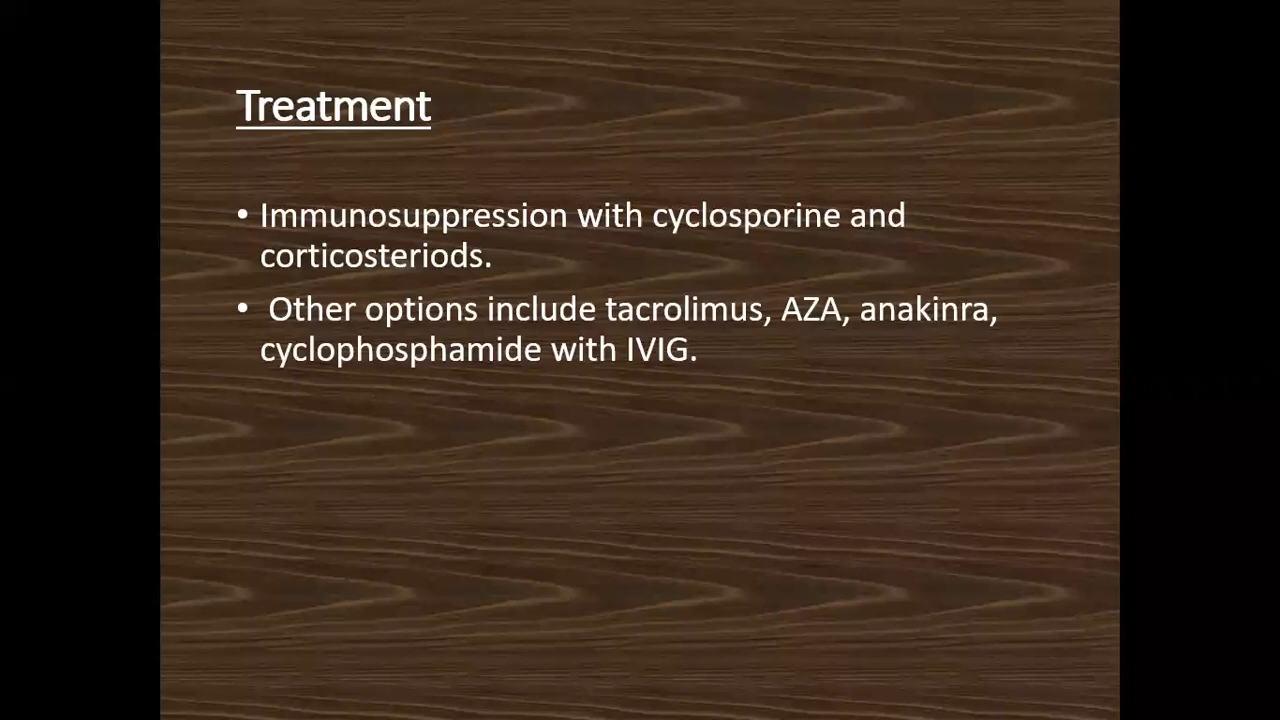 Treatment
• Immunosuppression with cyclosporine and
corticosteriods.
• Other options include tacrolimus, AZA, anakinra,
cyclophosphamide with IVIG.